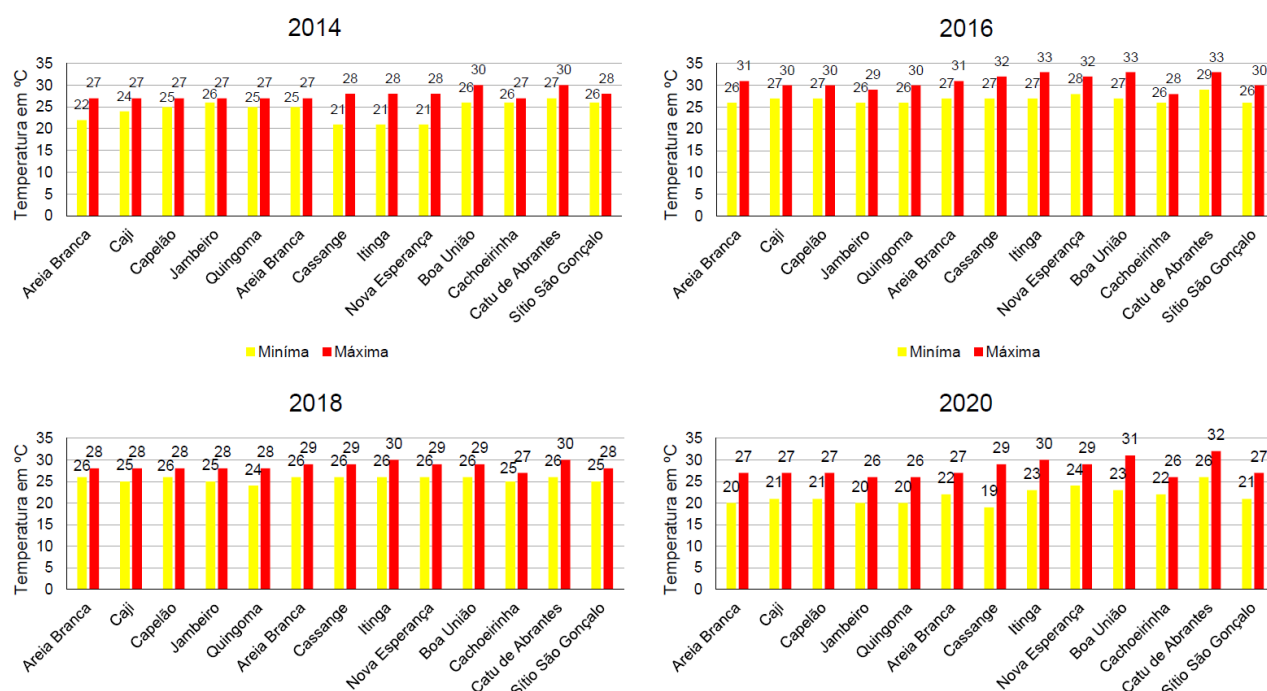 2014
Temperatura em ºC
35
30
25
20
15
10
5
0
22 27 24 27 25 27 26 27 25 27 25 27 21 28 21 28 21 28 26 30 26 27 27 30 26 28
Areia Branca
Caji
Capelão
Jambeiro
Quingoma
Areia Branca
Cassange
Itinga
Nova Esperança
Boa União
Cachoeirinha
Catu de Abrantes
Sítio São Gonçalo
Miníma Máxima
2016
Temperatura em ºC
35
30
25
20
15
10
5
0
26 31 27 30 27 30 26 29 26 30 27 31 27 32 27 33 28 32 27 33 26 28 29 33 26 30
Areia Branca
Caji
Capelão
Jambeiro
Quingoma
Areia Branca
Cassange
Itinga
Nova Esperança
Boa União
Cachoeirinha
Catu de Abrantes
Sítio São Gonçalo
Miníma Máxima
2018
Temperatura em ºC
35
30
25
20
15
10
5
0
26 28 25 28 26 28 25 28 24 28 26 29 26 29 26 30 26 29 26 29 25 27 26 30 25 28
Areia Branca
Caji
Capelão
Jambeiro
Quingoma
Areia Branca
Cassange
Itinga
Nova Esperança
Boa União
Cachoeirinha
Catu de Abrantes
Sítio São Gonçalo
2020
Temperatura em ºC
35
30
25
20
15
10
5
0
20 27 21 27 21 27 20 26 20 26 22 27 19 29 23 30 24 29 23 31 22 26 26 32 21 27
Areia Branca
Caji
Capelão
Jambeiro
Quingoma
Areia Branca
Cassange
Itinga
Nova Esperança
Boa União
Cachoeirinha
Catu de Abrantes
Sítio São Gonçalo